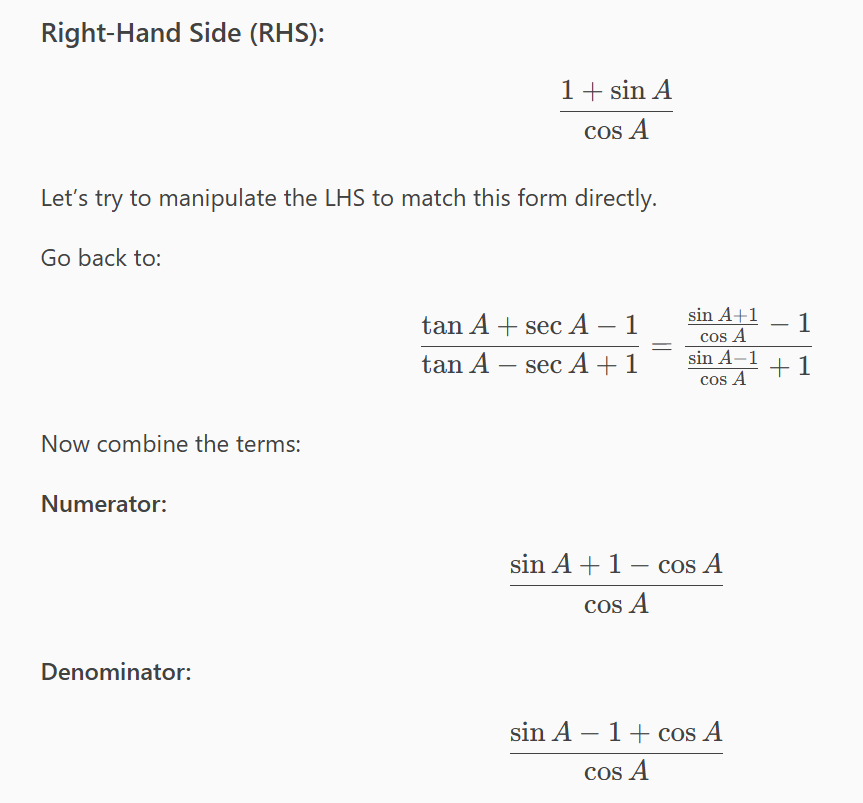 Right-Hand Side (RHS):
1 + sin A
cos A
Let’s try to manipulate the LHS to match this form directly.
Go back to:
tan A + sec A − 1 / tan A − sec A + 1 = (sin A+1 / cos A − 1) / (sin A−1 / cos A + 1)
Now combine the terms:
Numerator:
sin A + 1 − cos A
cos A
Denominator:
sin A − 1 + cos A
cos A